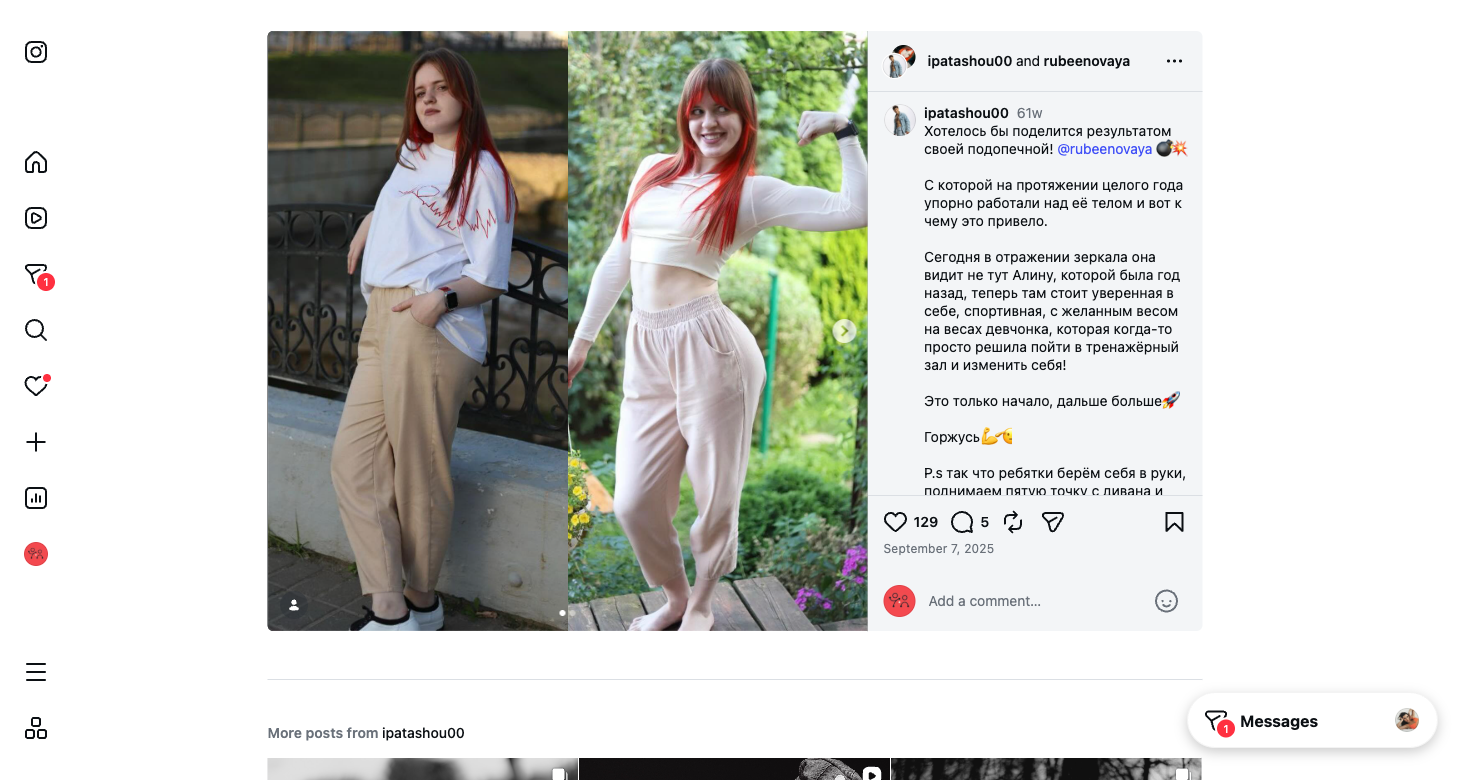 1
ipatashou00 and rubeenovaya
ipatashou00 61w
Хотелось бы поделится результатом
своей подопечной! @rubeenovaya 💣💥
С которой на протяжении целого года
упорно работали над её телом и вот к
чему это привело.
Сегодня в отражении зеркала она
видит не тут Алину, которой была год
назад, теперь там стоит уверенная в
себе, спортивная, с желанным весом
на весах девчонка, которая когда-то
просто решила пойти в тренажёрный
зал и изменить себя!
Это только начало, дальше больше🚀
Горжусь💪🫡
P.s так что ребятки берём себя в руки,
поднимаем пятую точку с дивана и
129 5
September 7, 2025
Add a comment...
More posts from ipatashou00
1 Messages